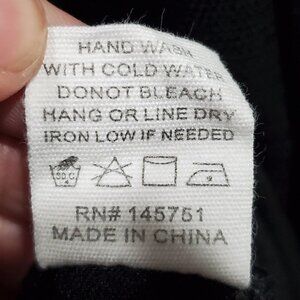 HAND WASH
WITH COLD WATER
DONOT BLEACH
HANG OR LINE DRY
IRON LOW IF NEEDED
30C
RN# 145751
MADE IN CHINA